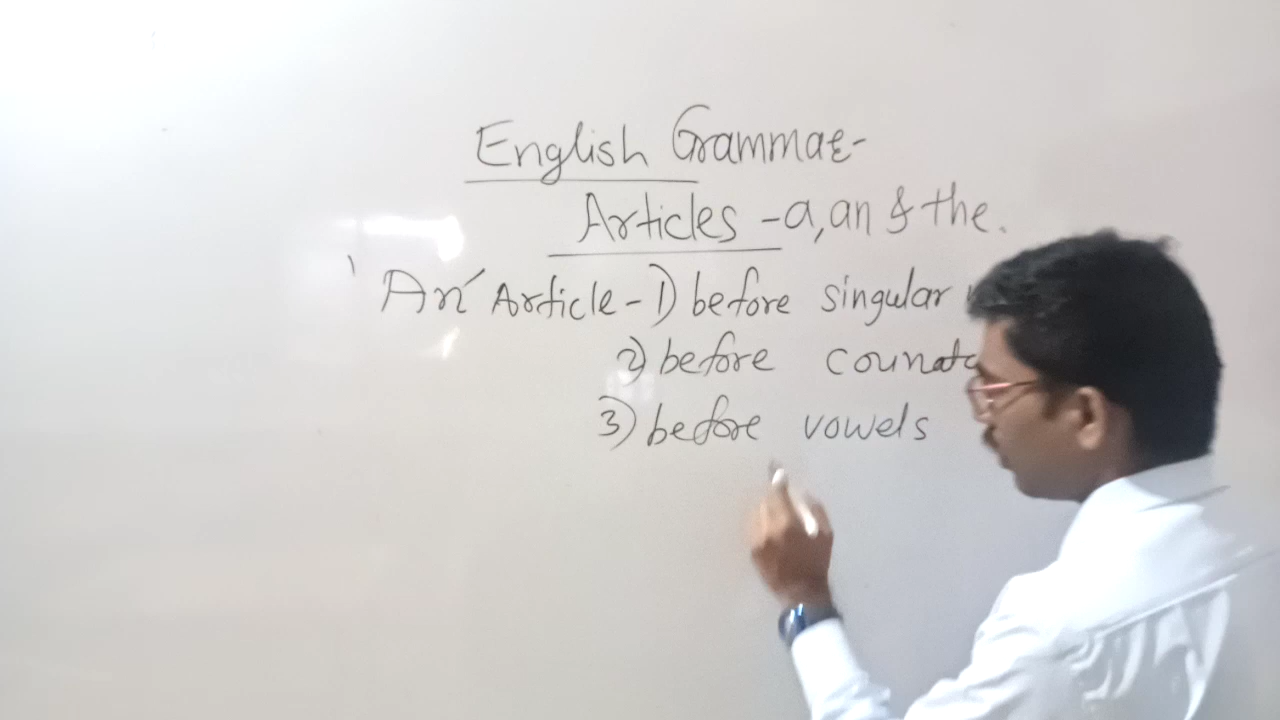 English Grammar-
Articles - a, an & the.
'An' Article - 1) before singular
2) before
3) before vowels